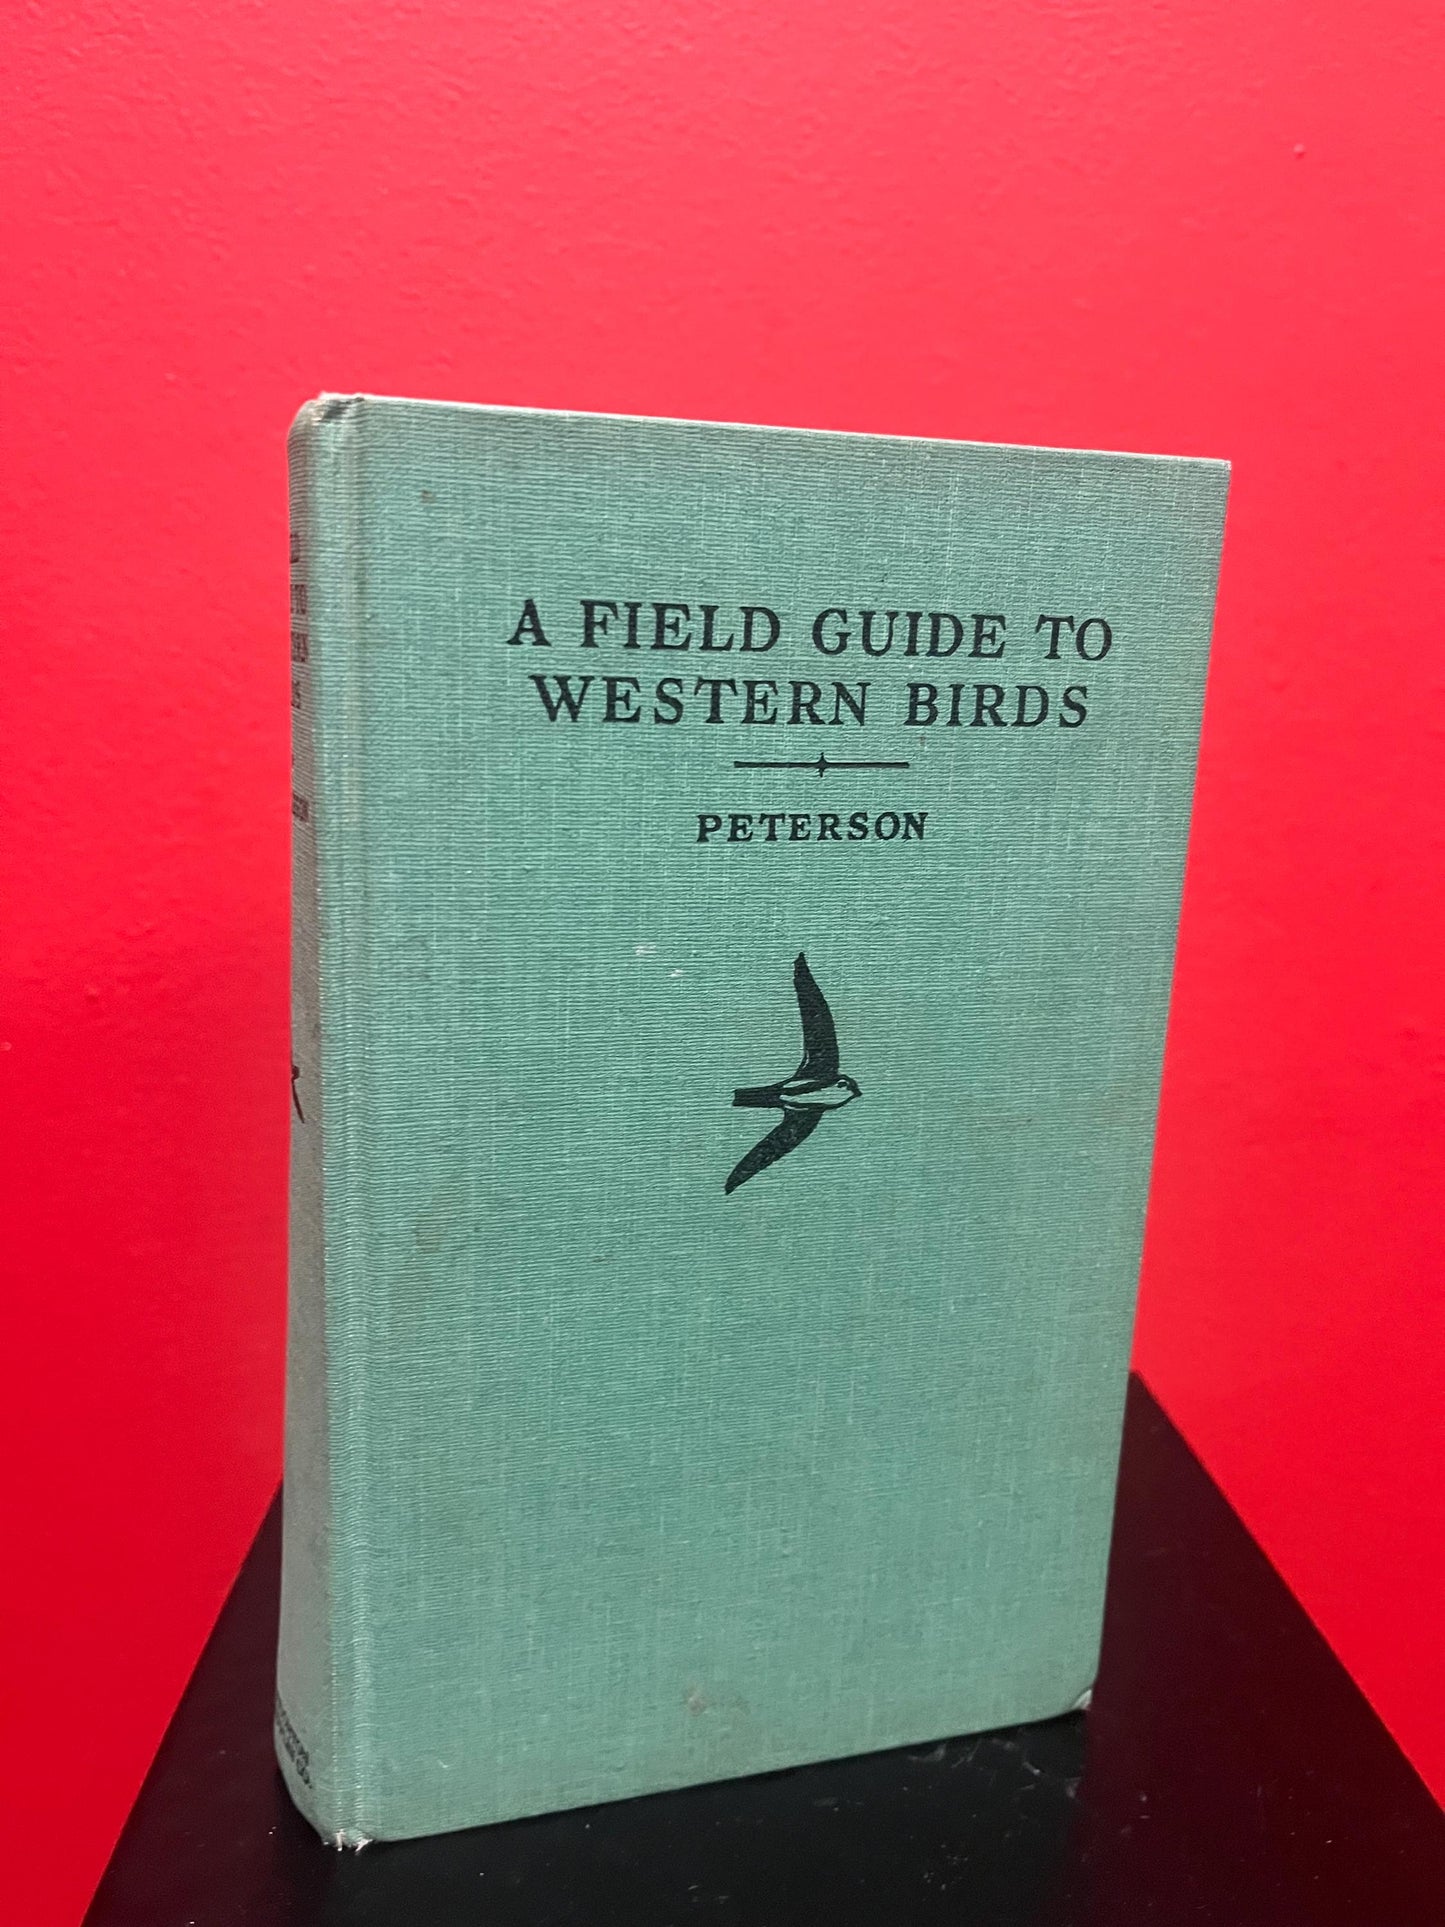 A FIELD GUIDE TO
WESTERN BIRDS
PETERSON